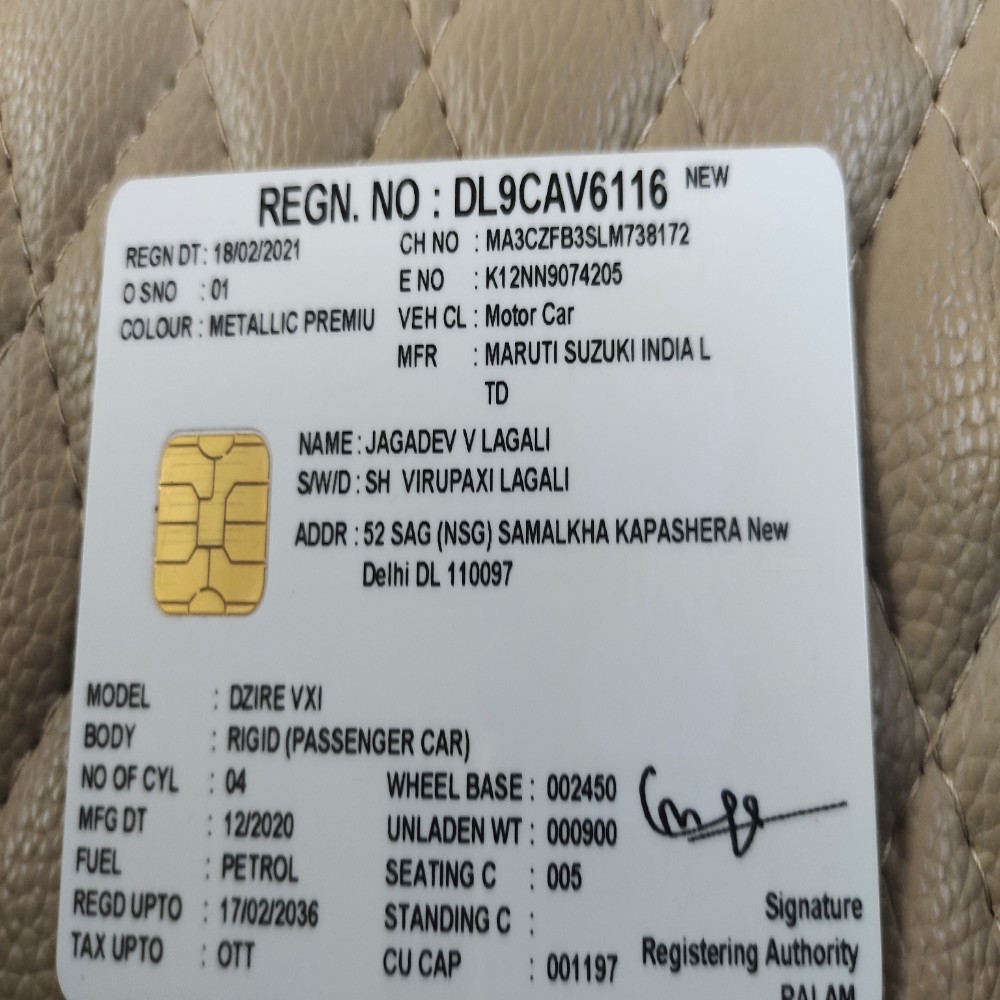 REGN. NO : DL9CAV6116 NEW
REGN DT : 18/02/2021 CH NO : MA3CZFB3SLM738172
O SNO : 01 E NO : K12NN9074205
COLOUR : METALLIC PREMIU VEH CL : Motor Car
MFR : MARUTI SUZUKI INDIA L
TD
NAME : JAGADEV V LAGALI
S/W/D : SH VIRUPAXI LAGALI
ADDR : 52 SAG (NSG) SAMALKHA KAPASHERA New
Delhi DL 110097
MODEL : DZIRE VXI
BODY : RIGID (PASSENGER CAR)
NO OF CYL : 04 WHEEL BASE : 002450
MFG DT : 12/2020 UNLADEN WT : 000900
FUEL : PETROL SEATING C : 005
REGD UPTO : 17/02/2036 STANDING C :
TAX UPTO : OTT CU CAP : 001197
Signature
Registering Authority
PALAM